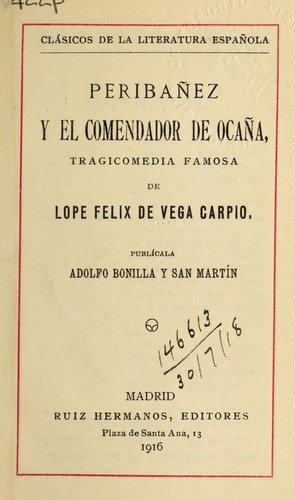 CLÁSICOS DE LA LITERATURA ESPAÑOLA
PERIBAÑEZ
Y EL COMENDADOR DE OCAÑA,
TRAGICOMEDIA FAMOSA
DE
LOPE FELIX DE VEGA CARPIO.
PUBLÍCALA
ADOLFO BONILLA Y SAN MARTÍN
146613
30/7/18
MADRID
RUIZ HERMANOS, EDITORES
Plaza de Santa Ana, 13
1916